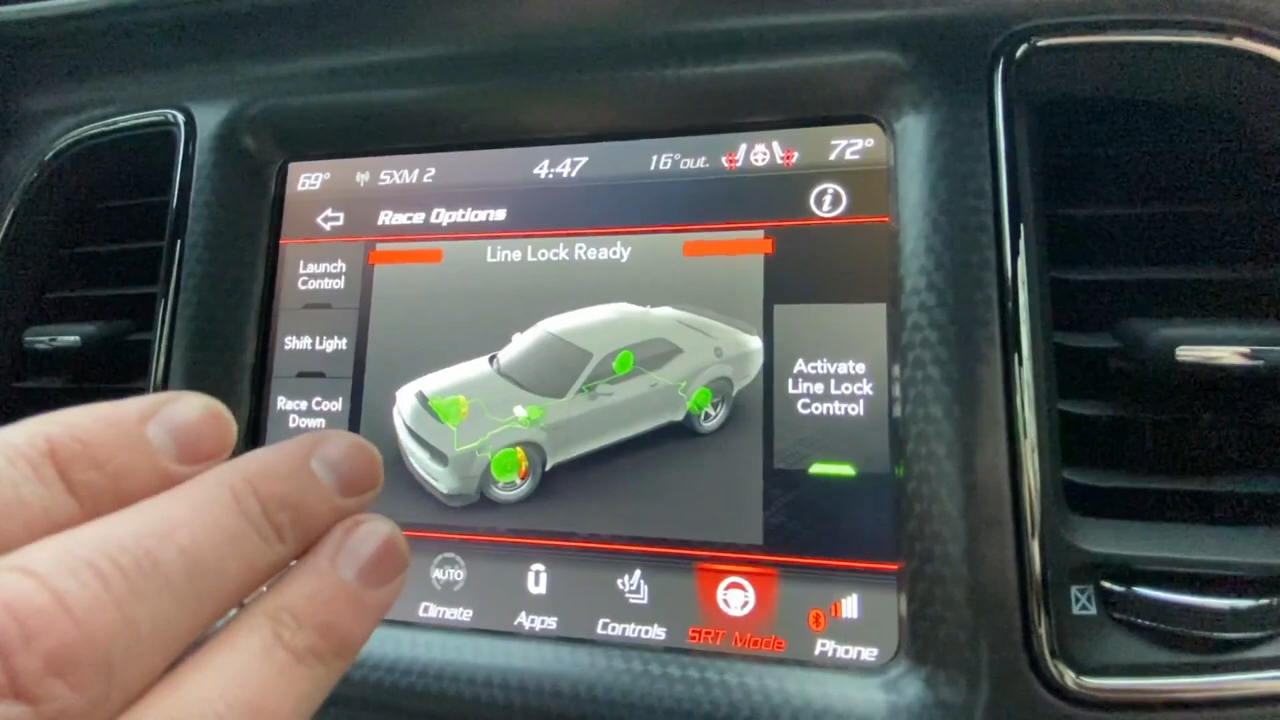 69° SXM 2 4:47 16°out. 72°
Race Options
Line Lock Ready
Launch
Control
Shift Light
Race Cool
Down
Activate
Line Lock
Control
AUTO
Climate
Apps
Controls
SRT Mode
Phone